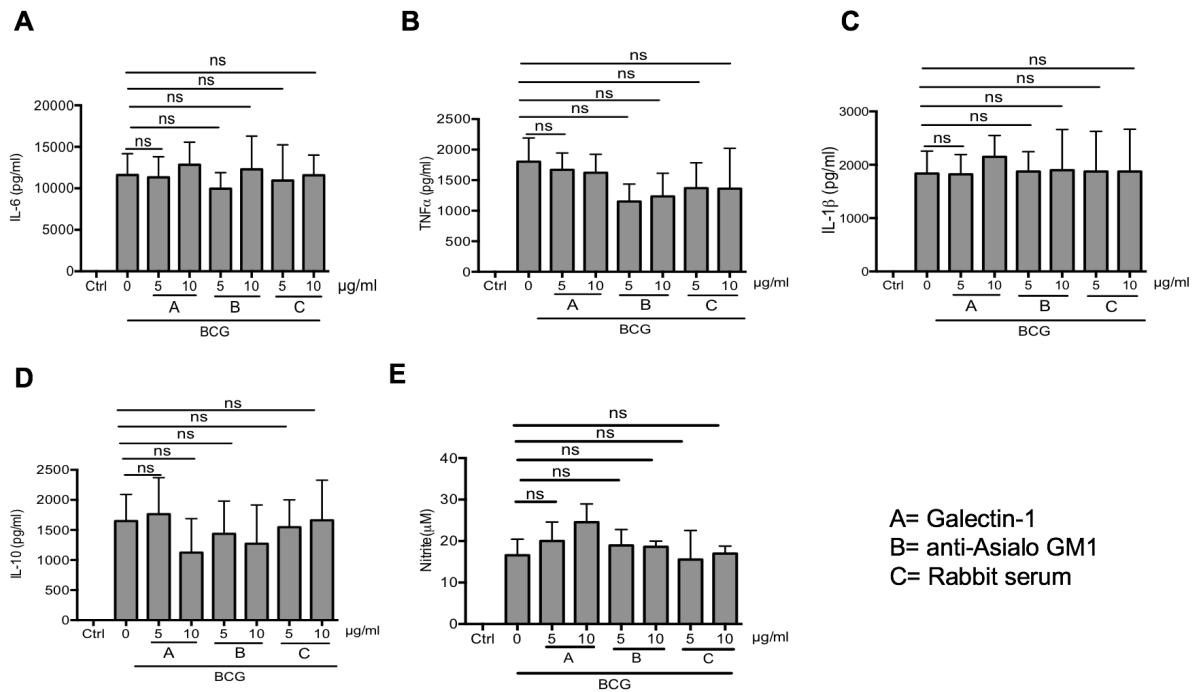 A
ns
ns
ns
ns
ns
20000
15000
10000
5000
0
IL-6 (pg/ml)
Ctrl 0 5 10 5 10 5 10 µg/ml
A B C
BCG
B
ns
ns
ns
ns
ns
2500
2000
1500
1000
500
0
TNFα (pg/ml)
Ctrl 0 5 10 5 10 5 10 µg/ml
A B C
BCG
C
ns
ns
ns
ns
ns
3000
2000
1000
0
IL-1β (pg/ml)
Ctrl 0 5 10 5 10 5 10 µg/ml
A B C
BCG
D
ns
ns
ns
ns
ns
2500
2000
1500
1000
500
0
IL-10 (pg/ml)
Ctrl 0 5 10 5 10 5 10 µg/ml
A B C
BCG
E
ns
ns
ns
ns
ns
40
30
20
10
0
Nitrite(µM)
Ctrl 0 5 10 5 10 5 10 µg/ml
A B C
BCG
A= Galectin-1
B= anti-Asialo GM1
C= Rabbit serum